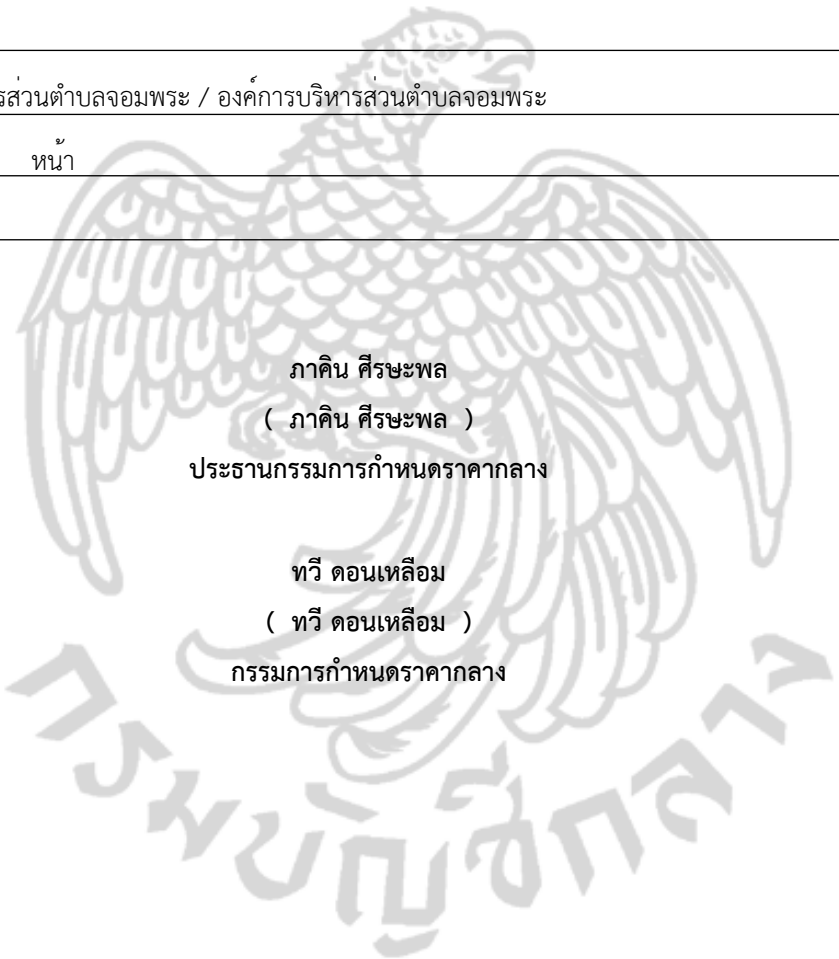 รส่วนตำบลจอมพระ / องค์การบริหารส่วนตำบลจอมพระ
หน้า
ภาคิน ศีรษะพล
( ภาคิน ศีรษะพล )
ประธานกรรมการกำหนดราคากลาง
ทวี ดอนเหลือม
( ทวี ดอนเหลือม )
กรรมการกำหนดราคากลาง
กรมบัญชีกลาง